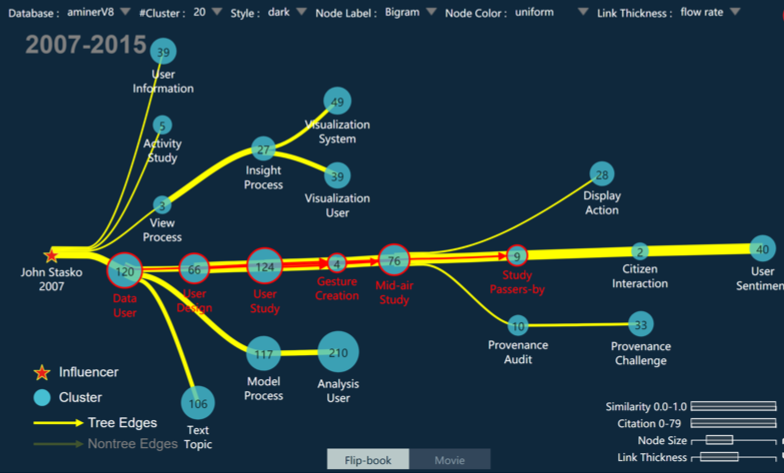 Database : aminerV8 #Cluster : 20 Style : dark Node Label : Bigram Node Color : uniform Link Thickness : flow rate
2007-2015
39
User
Information
5
Activity
Study
3
View
Process
27
Insight
Process
49
Visualization
System
39
Visualization
User
28
Display
Action
John Stasko
2007
120
Data
User
66
User
Design
124
User
Study
4
Gesture
Creation
76
Mid-air
Study
9
Study
Passers-by
2
Citizen
Interaction
40
User
Sentimen
10
Provenance
Audit
33
Provenance
Challenge
117
Model
Process
210
Analysis
User
106
Text
Topic
Influencer
Cluster
Tree Edges
Nontree Edges
Similarity 0.0-1.0
Citation 0-79
Node Size
Link Thickness
Flip-book Movie